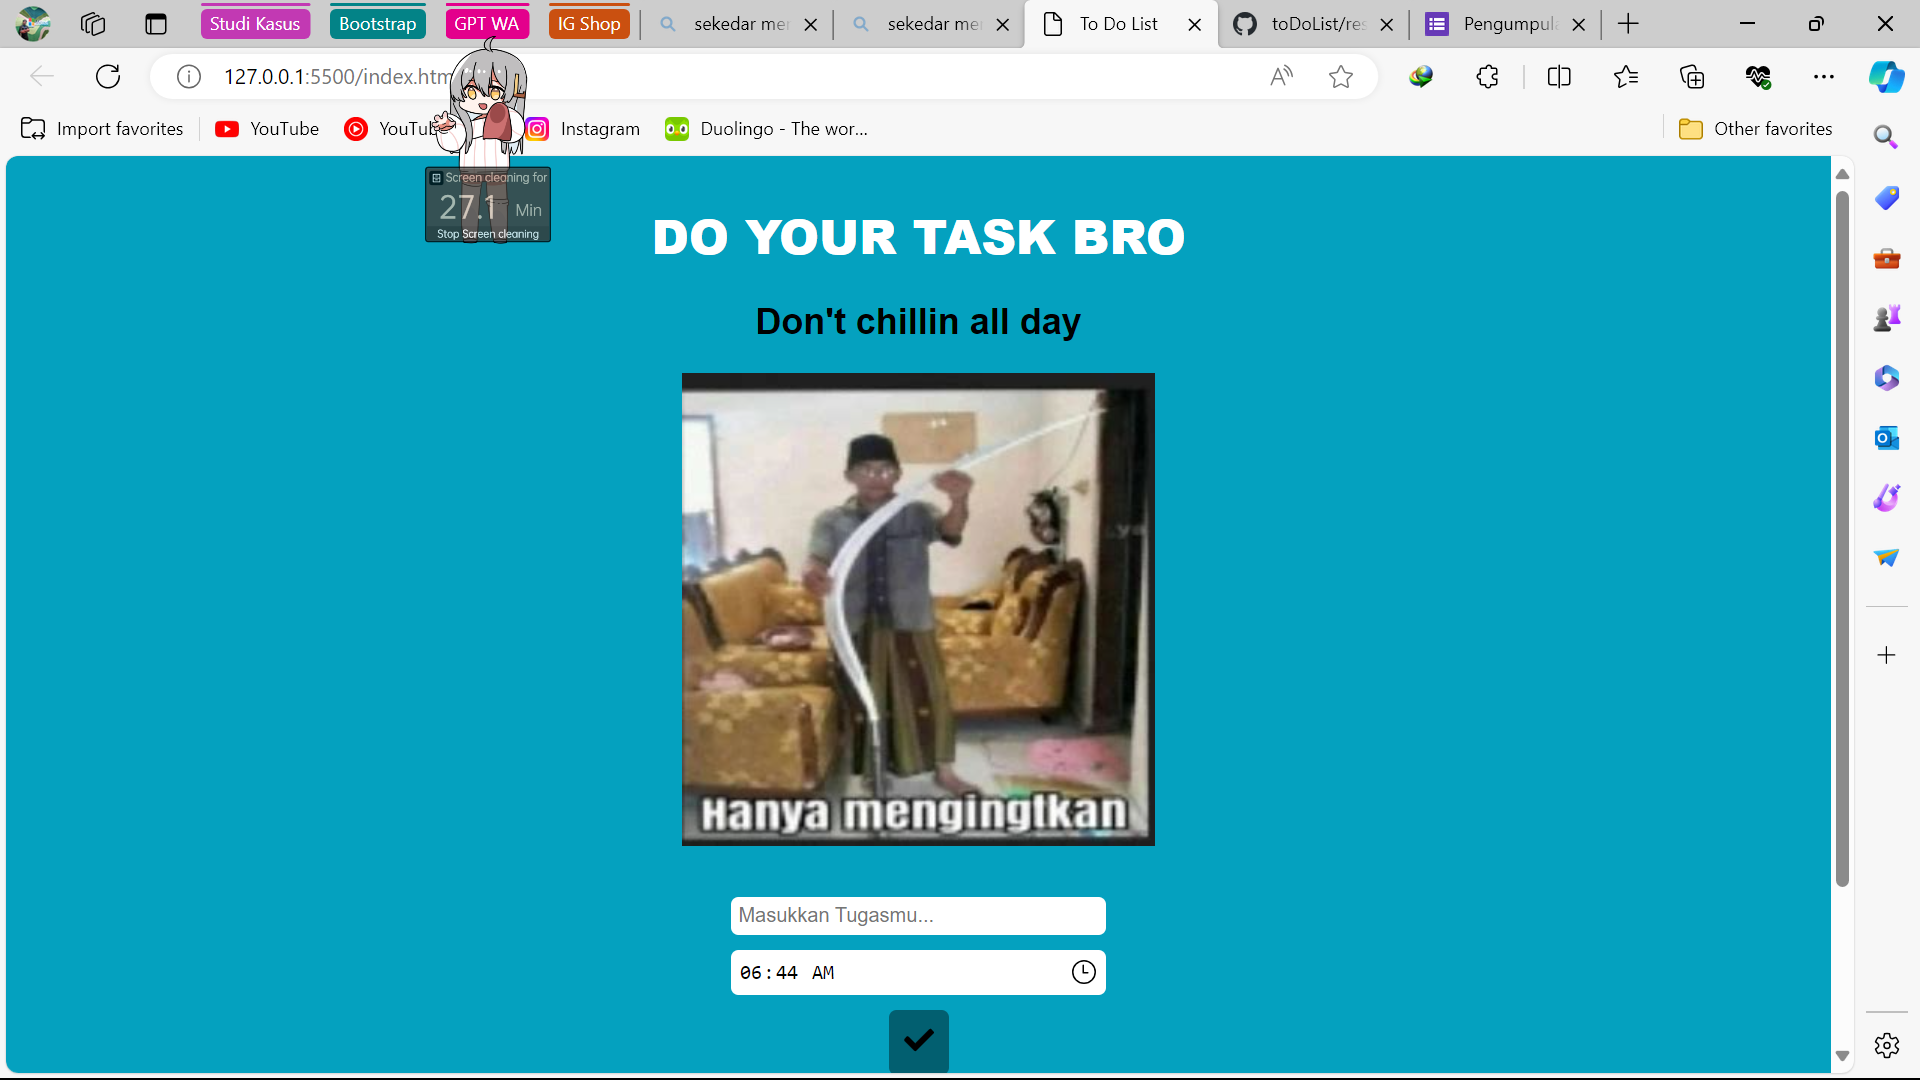 Studi Kasus
Bootstrap
GPT WA
IG Shop
sekedar me
sekedar me
To Do List
toDoList/res
Pengumpul
127.0.0.1:5500/index.htm
Import favorites
YouTube
YouTu
Instagram
Duolingo - The wor...
Other favorites
Screen cleaning for
27.1 Min
Stop Screen cleaning
DO YOUR TASK BRO
Don't chillin all day
Hanya mengingtkan
Masukkan Tugasmu...
06:44 AM